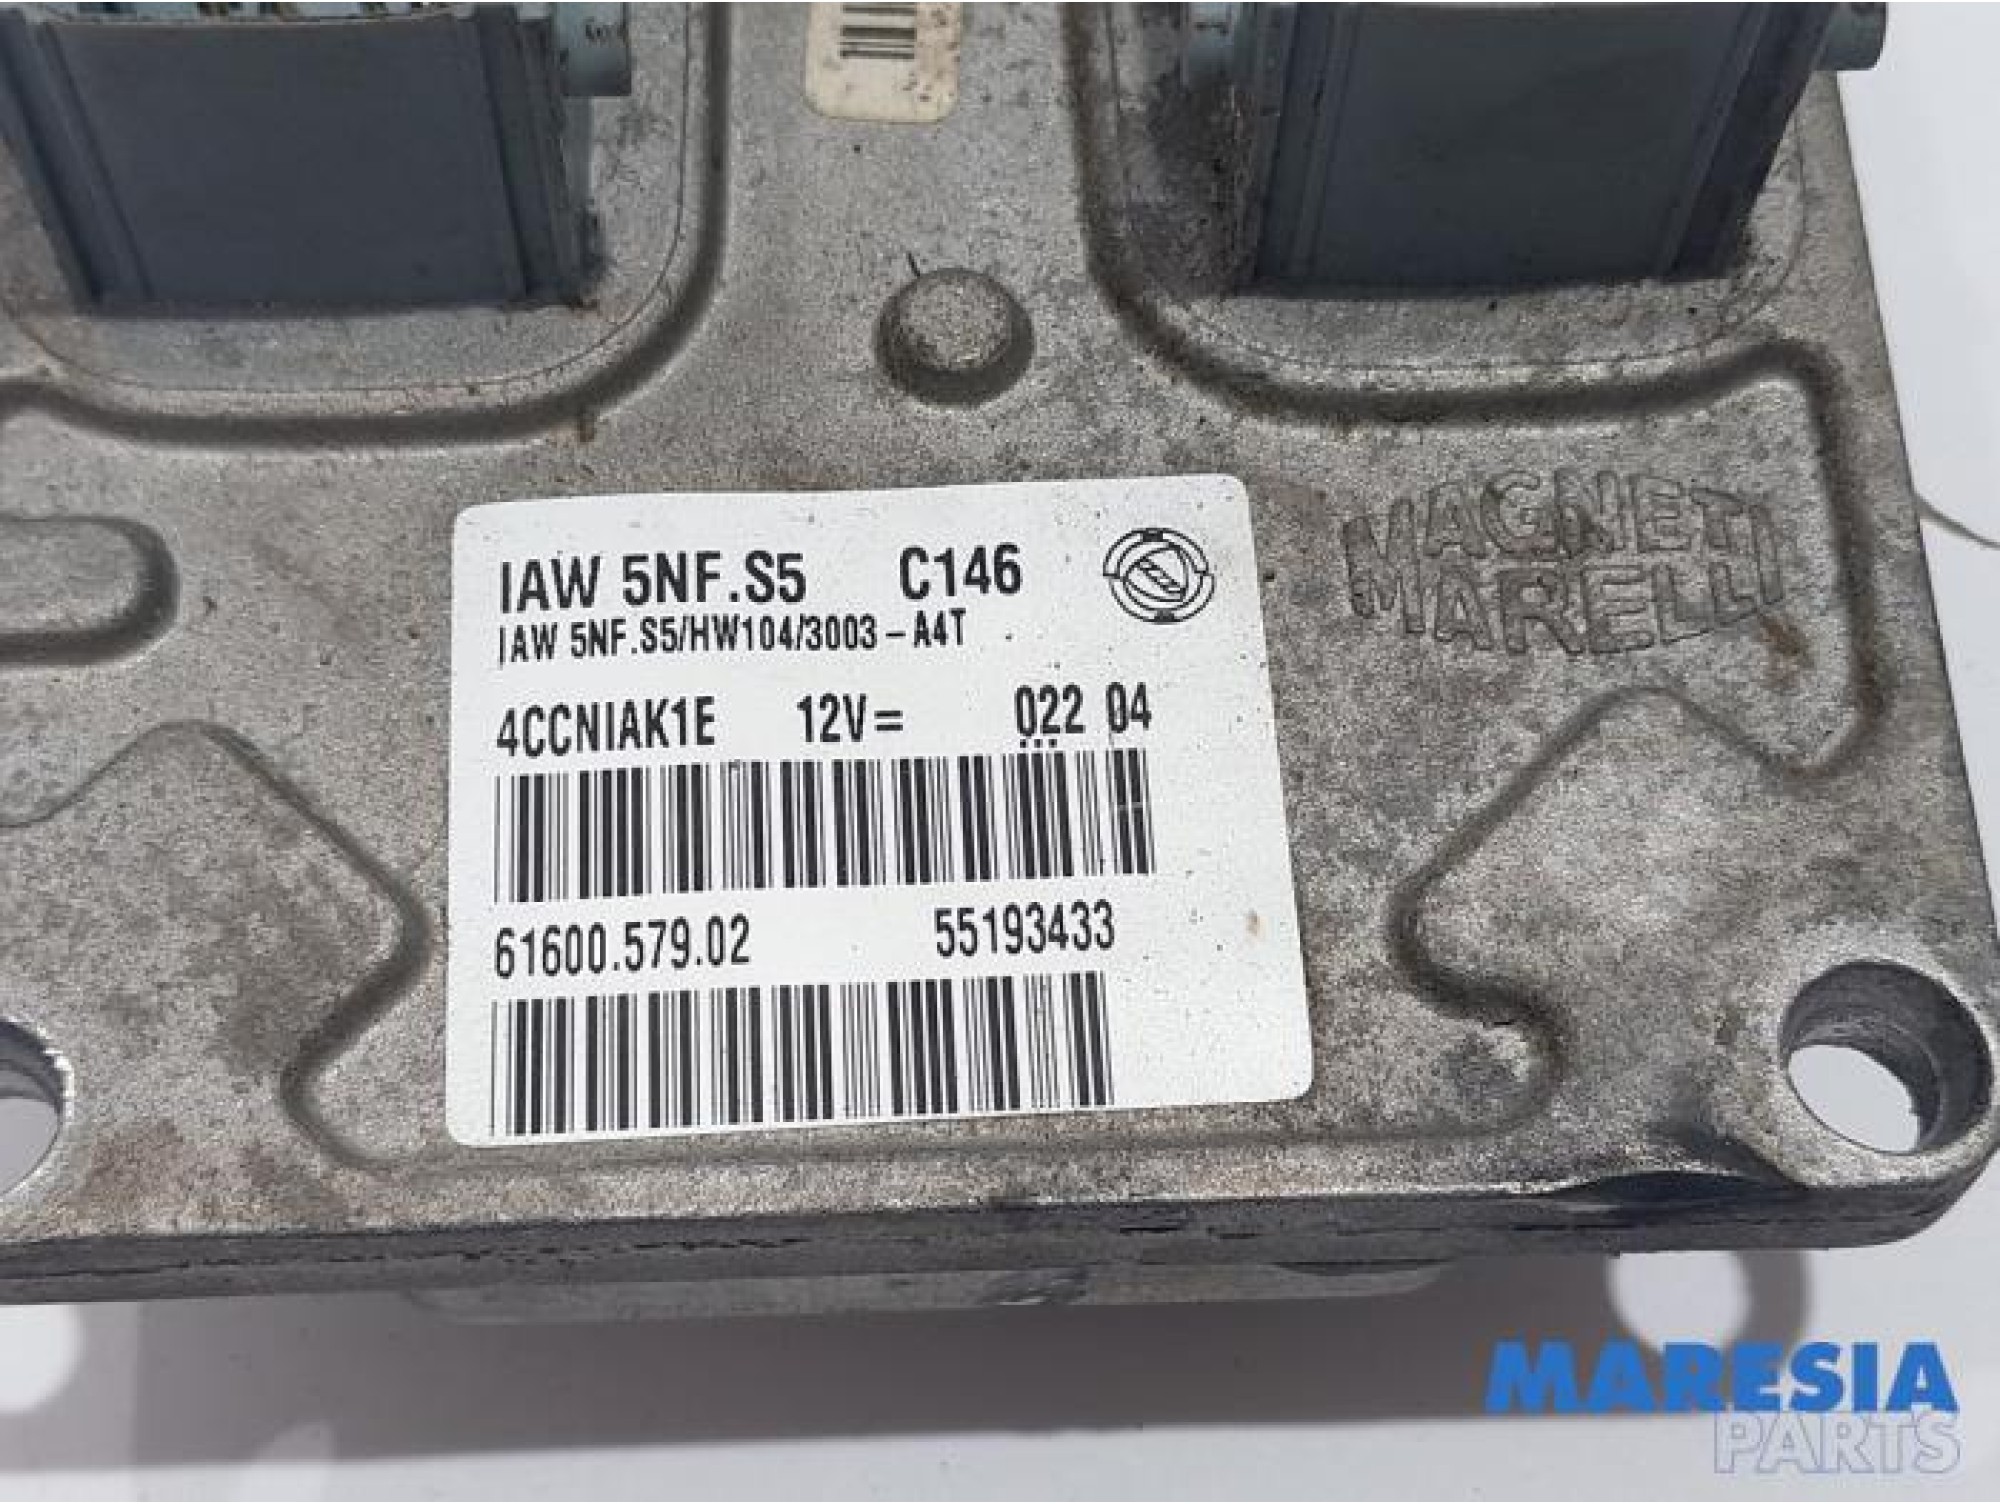 IAW 5NF.S5 C146
IAW 5NF.S5/HW104/3003-A4T
4CCNIAK1E 12V= 022 04
61600.579.02 55193433
MAGNETI
MARELLI
MARESIA
PARTS